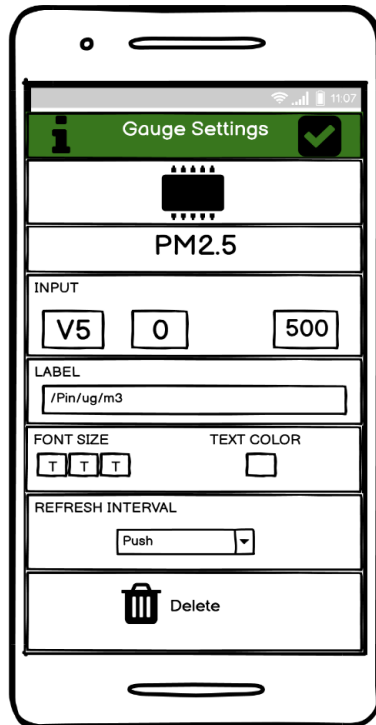 11:07
Gauge Settings
PM2.5
INPUT
V5 0 500
LABEL
/Pin/ug/m3
FONT SIZE TEXT COLOR
T T T
REFRESH INTERVAL
Push
Delete